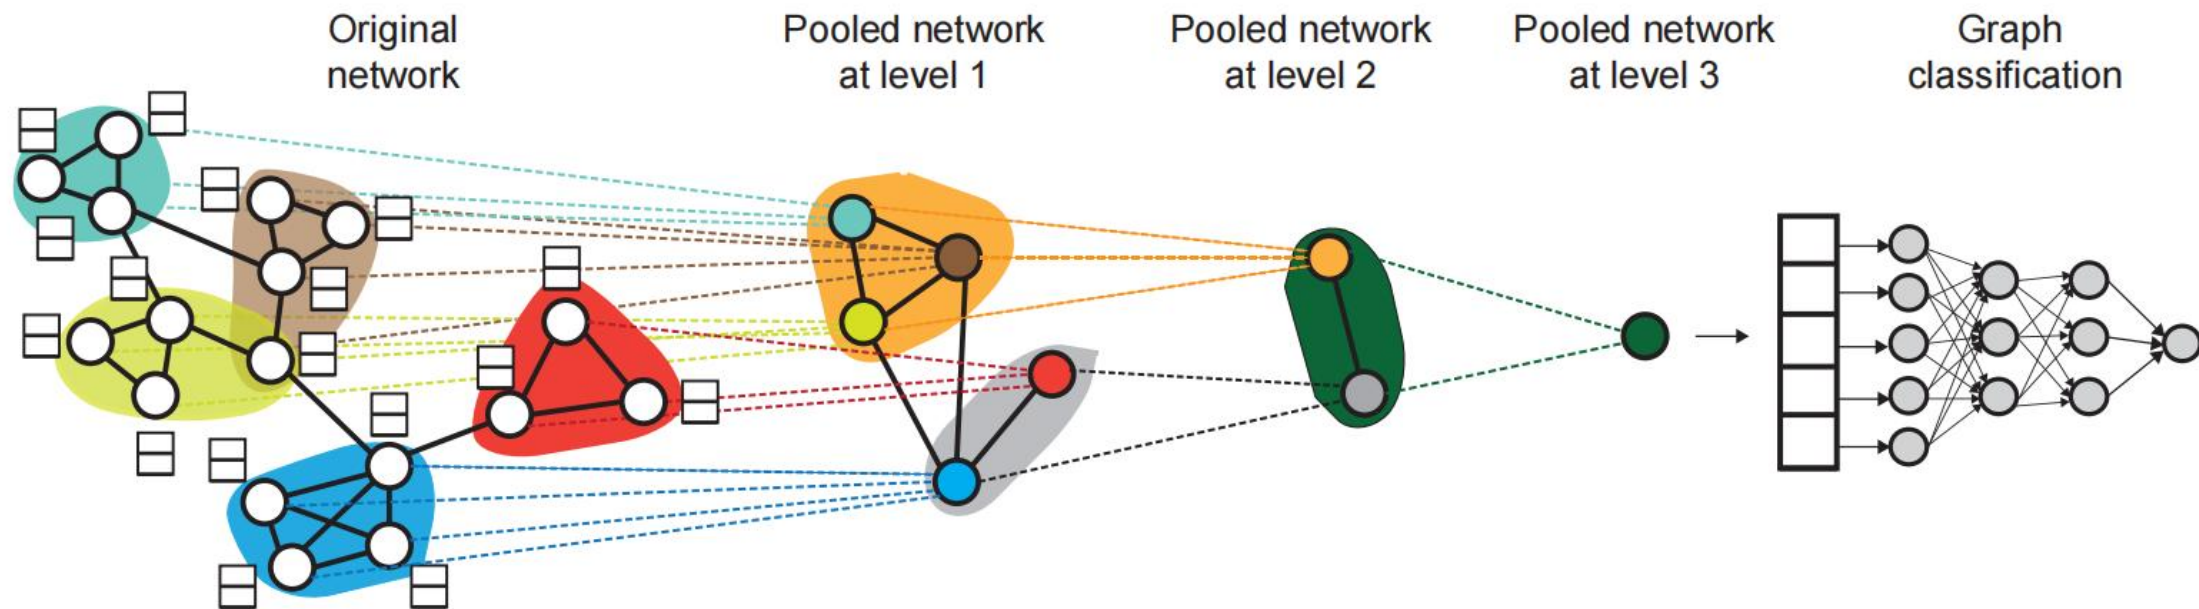 Original
network
Pooled network
at level 1
Pooled network
at level 2
Pooled network
at level 3
Graph
classification